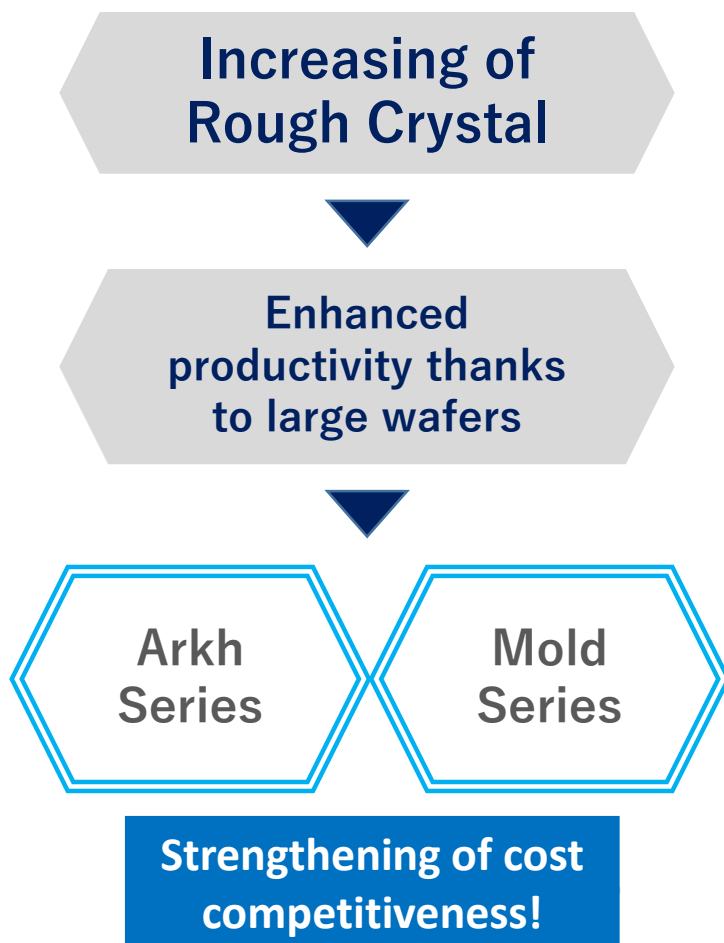 Increasing of
Rough Crystal
Enhanced
productivity thanks
to large wafers
Arkh
Series
Mold
Series
Strengthening of cost
competitiveness!